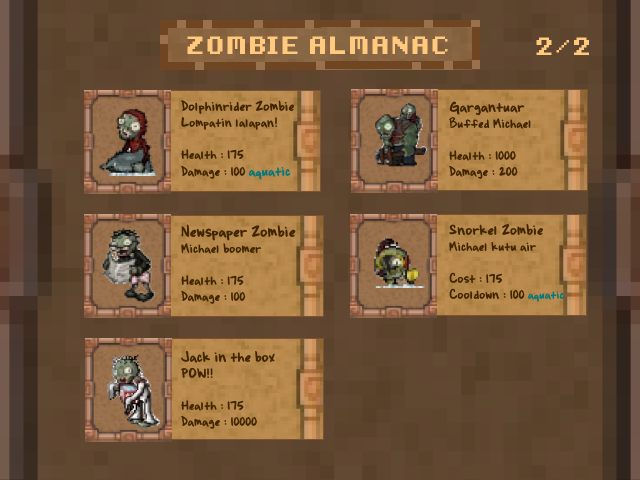 ZOMBIE ALMANAC
2/2
Dolphinrider Zombie
Lompatin lalapan!
Health : 175
Damage : 100 aquatic
Gargantuar
Buffed Michael
Health : 1000
Damage : 200
Newspaper Zombie
Michael boomer
Health : 175
Damage : 100
Snorkel Zombie
Michael kutu air
Cost : 175
Cooldown : 100 aquatic
Jack in the box
POW!!
Health : 175
Damage : 10000